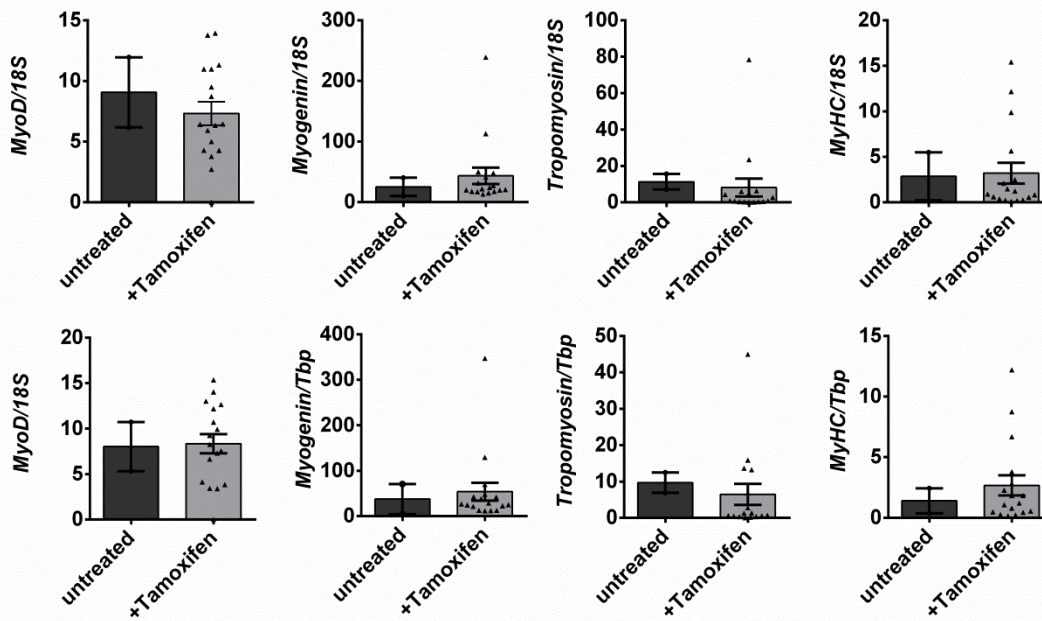 MyoD/18S
15
10
5
0
untreated
+Tamoxifen
Myogenin/18S
300
200
100
0
untreated
+Tamoxifen
Tropomyosin/18S
100
80
60
40
20
0
untreated
+Tamoxifen
MyHC/18S
20
15
10
5
0
untreated
+Tamoxifen
MyoD/18S
20
15
10
5
0
untreated
+Tamoxifen
Myogenin/Tbp
400
300
200
100
0
untreated
+Tamoxifen
Tropomyosin/Tbp
50
40
30
20
10
0
untreated
+Tamoxifen
MyHC/Tbp
15
10
5
0
untreated
+Tamoxifen